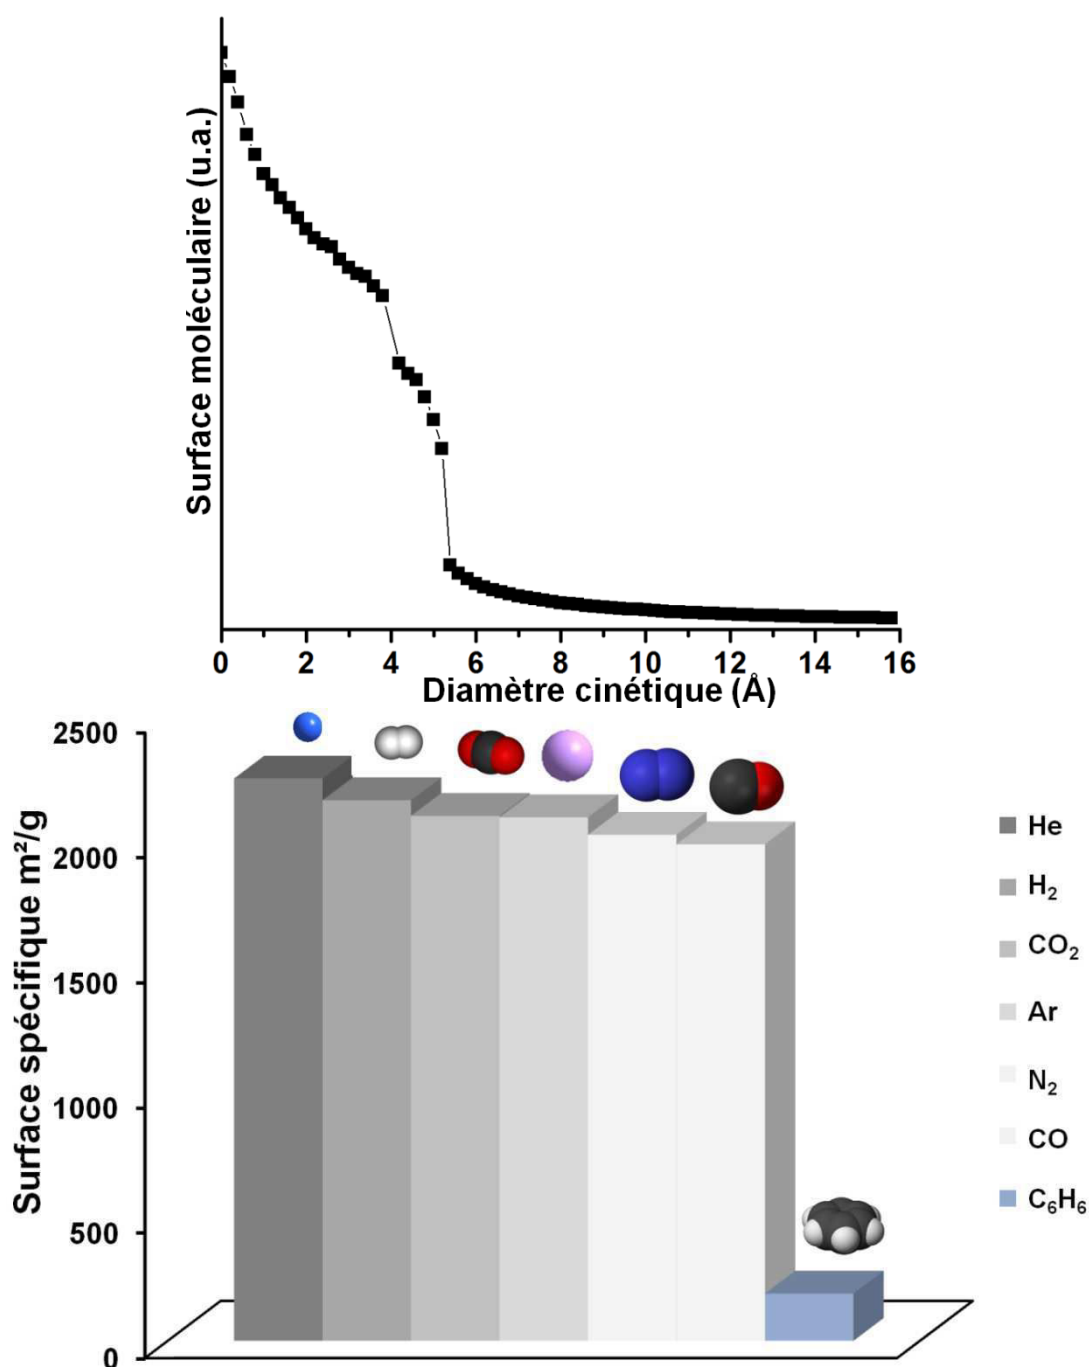 Surface moléculaire (u.a.)
0 2 4 6 8 10 12 14 16
Diamètre cinétique (Å)
Surface spécifique m²/g
2500
2000
1500
1000
500
0
He
H₂
CO₂
Ar
N₂
CO
C₆H₆